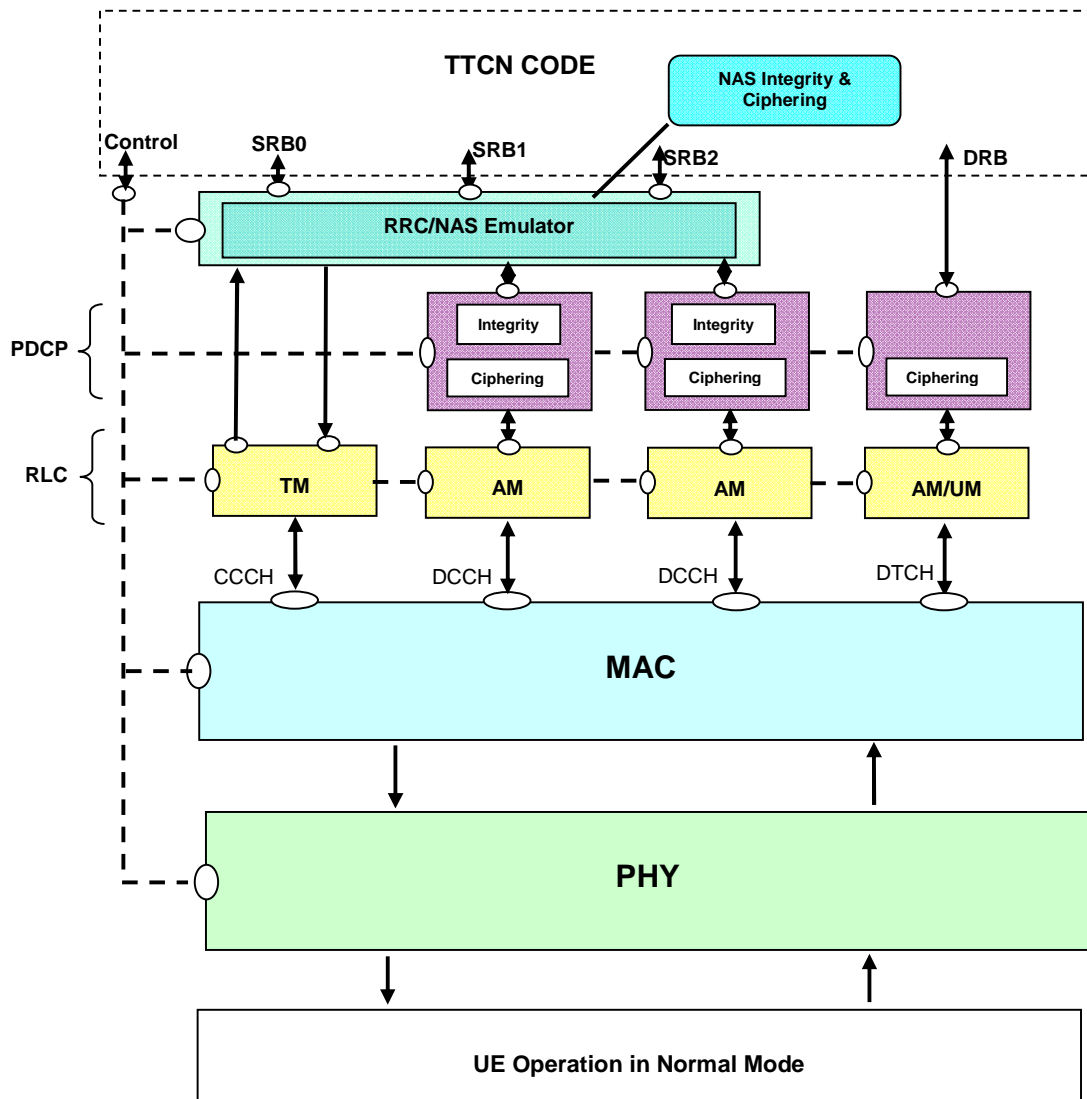 TTCN CODE
NAS Integrity &
Ciphering
Control
SRB0
SRB1
SRB2
DRB
RRC/NAS Emulator
PDCP
Integrity
Integrity
Ciphering
Ciphering
Ciphering
RLC
TM
AM
AM
AM/UM
CCCH
DCCH
DCCH
DTCH
MAC
PHY
UE Operation in Normal Mode